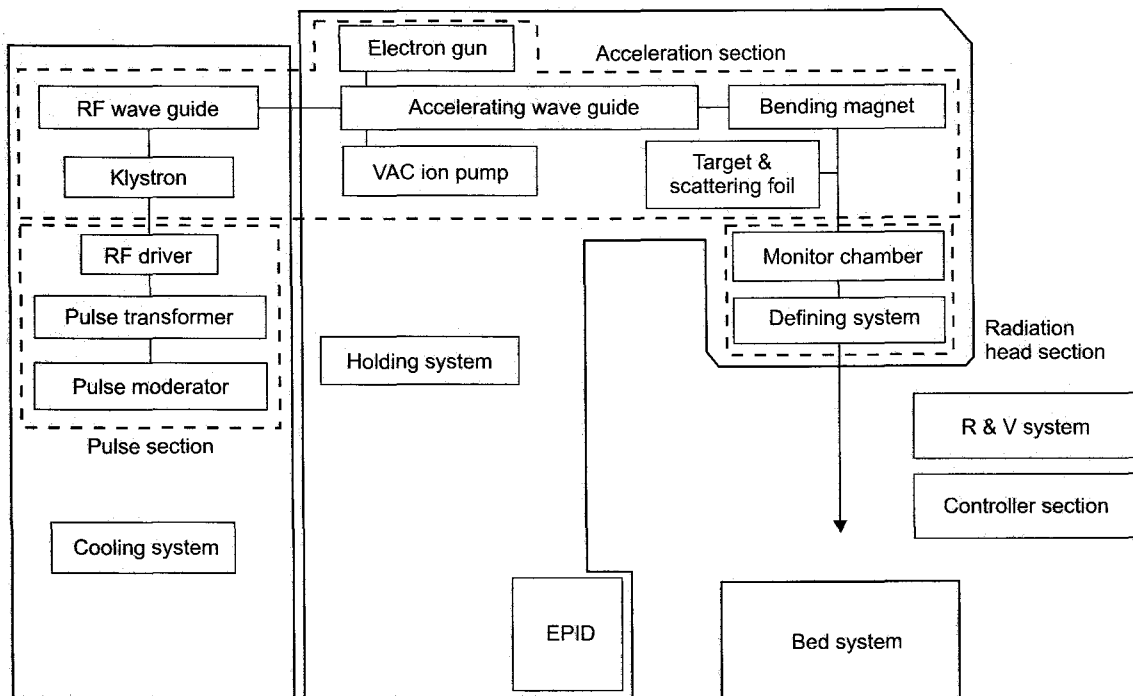 Electron gun
Acceleration section
RF wave guide
Accelerating wave guide
Bending magnet
Klystron
VAC ion pump
Target &
scattering foil
RF driver
Monitor chamber
Pulse transformer
Defining system
Radiation
head section
Holding system
Pulse moderator
R & V system
Pulse section
Controller section
Cooling system
EPID
Bed system